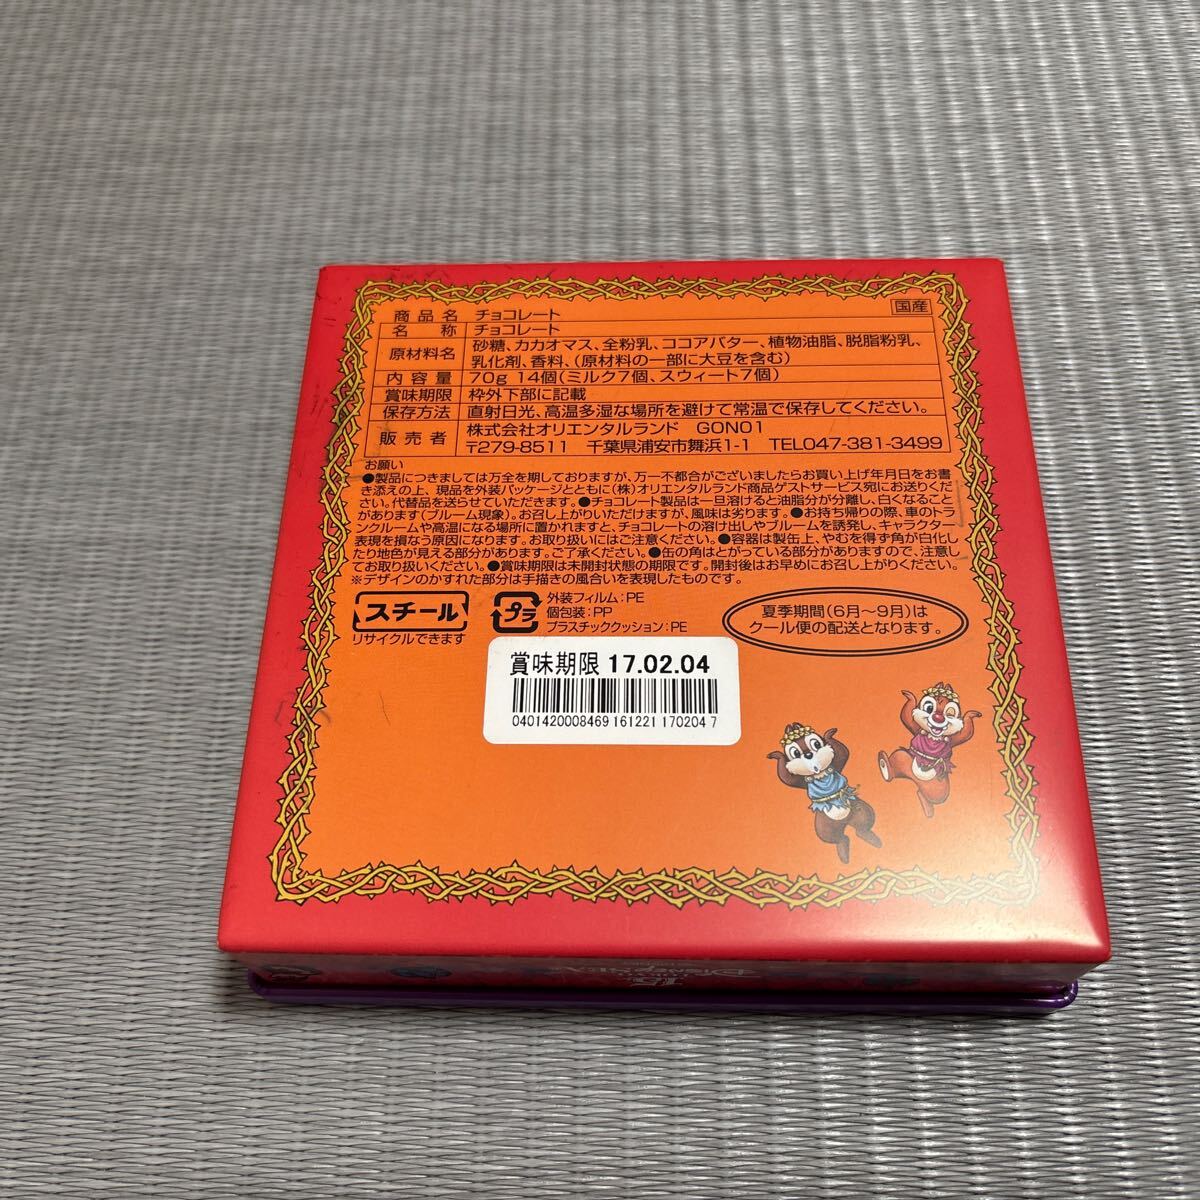 国産
商品名 チョコレート
名称 チョコレート
原材料名 砂糖、カカオマス、全粉乳、ココアバター、植物油脂、脱脂粉乳、
乳化剤、香料、(原材料の一部に大豆を含む)
内容量 70g 14個(ミルク7個、スウィート7個)
賞味期限 枠外下部に記載
保存方法 直射日光、高温多湿な場所を避けて常温で保存してください。
販売者 株式会社オリエンタルランド GON01
〒279-8511 千葉県浦安市舞浜1-1 TEL047-381-3499
お願い
●製品につきましては万全を期しておりますが、万一不都合がございましたらお買い上げ年月日をお書
き添えの上、現品を外装パッケージとともに(株)オリエンタルランド商品ゲストサービス宛にお送りくだ
さい。代替品を送らせていただきます。●チョコレート製品は一旦溶けると油脂分が分離し、白くなること
があります(ブルーム現象)。お召し上がりいただけますが、風味は劣ります。●お持ち帰りの際、車のトラ
ンクルームや高温になる場所に置かれますと、チョコレートの溶け出しやブルームを誘発し、キャラクター
表現を損なう原因になります。お取り扱いにはご注意ください。●容器は製缶上、やむを得ず角が白化し
たり地色が見える部分があります。ご了承ください。●缶の角はとがっている部分がありますので、注意し
てお取り扱いください。●賞味期限は未開封状態の期限です。開封後はお早めにお召し上がりください。
※デザインのかすれた部分は手描きの風合いを表現したものです。
スチール
リサイクルできます
プラ
外装フィルム:PE
個包装:PP
プラスチッククッション:PE
夏季期間(6月〜9月)は
クール便の配送となります。
賞味期限 17.02.04
0401420008469 161221 170204 7
15
DisneySEA